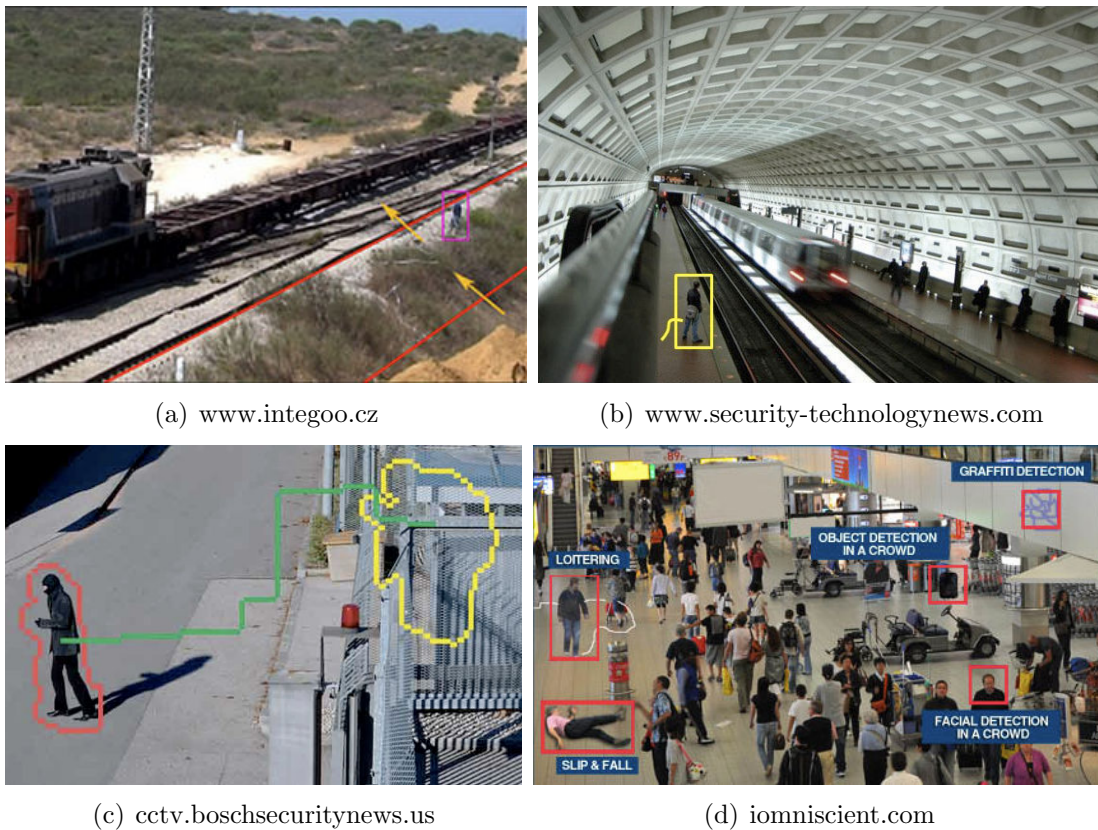 (a) www.integoo.cz
(b) www.security-technologynews.com
89F
GRAFFITI DETECTION
OBJECT DETECTION
IN A CROWD
LOITERING
FACIAL DETECTION
IN A CROWD
SLIP & FALL
(c) cctv.boschsecuritynews.us
(d) iomniscient.com